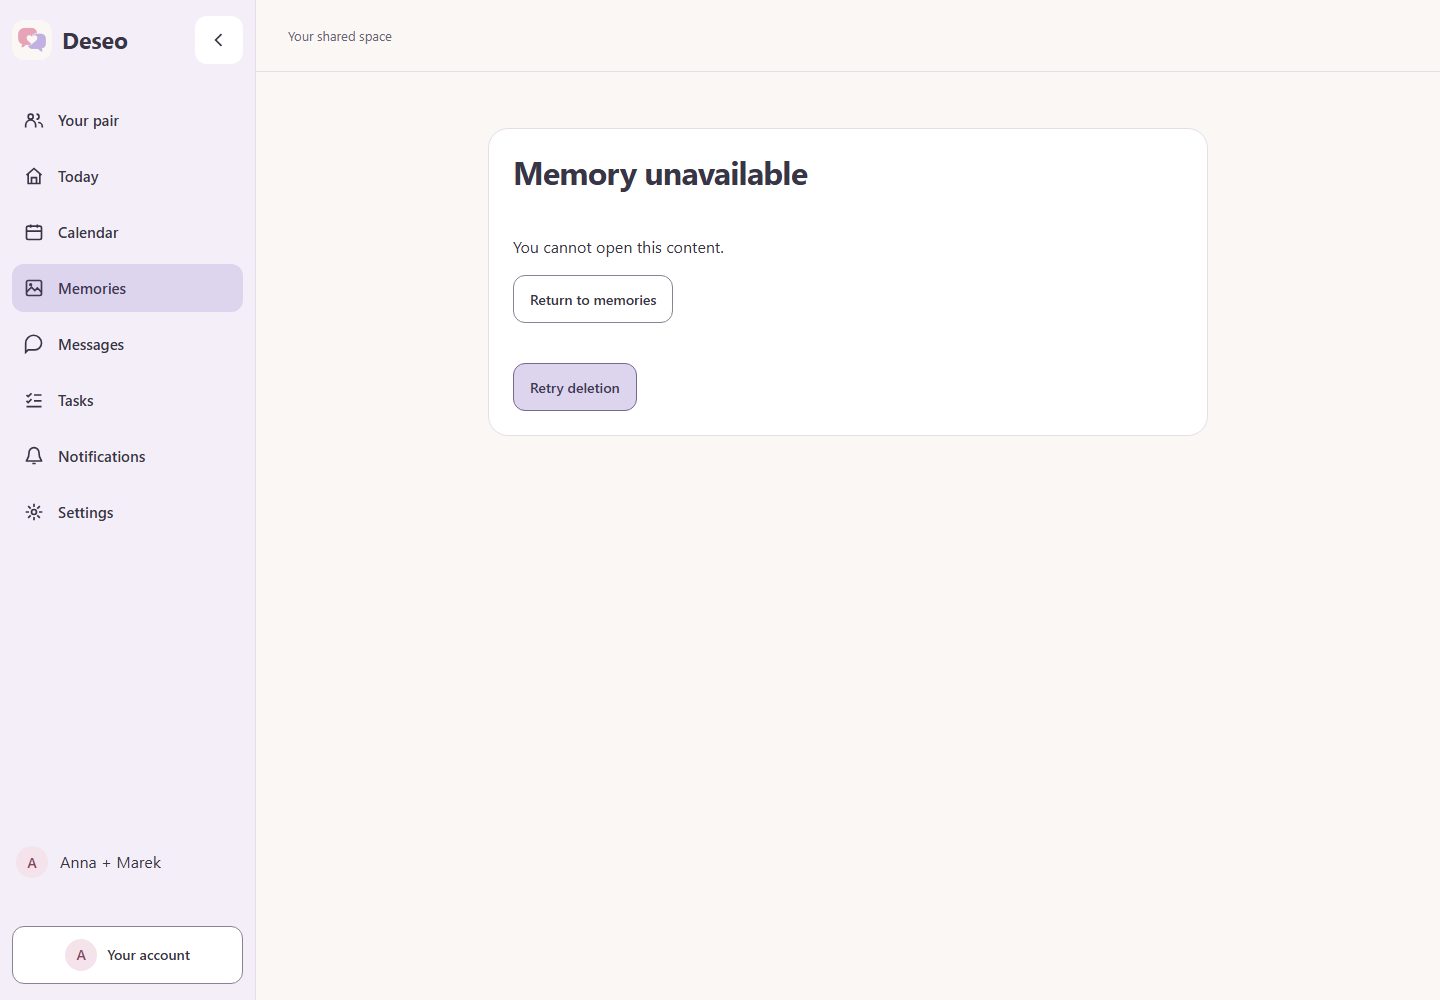 Deseo
Your pair
Today
Calendar
Memories
Messages
Tasks
Notifications
Settings
A Anna + Marek
A Your account
Your shared space
Memory unavailable
You cannot open this content.
Return to memories
Retry deletion